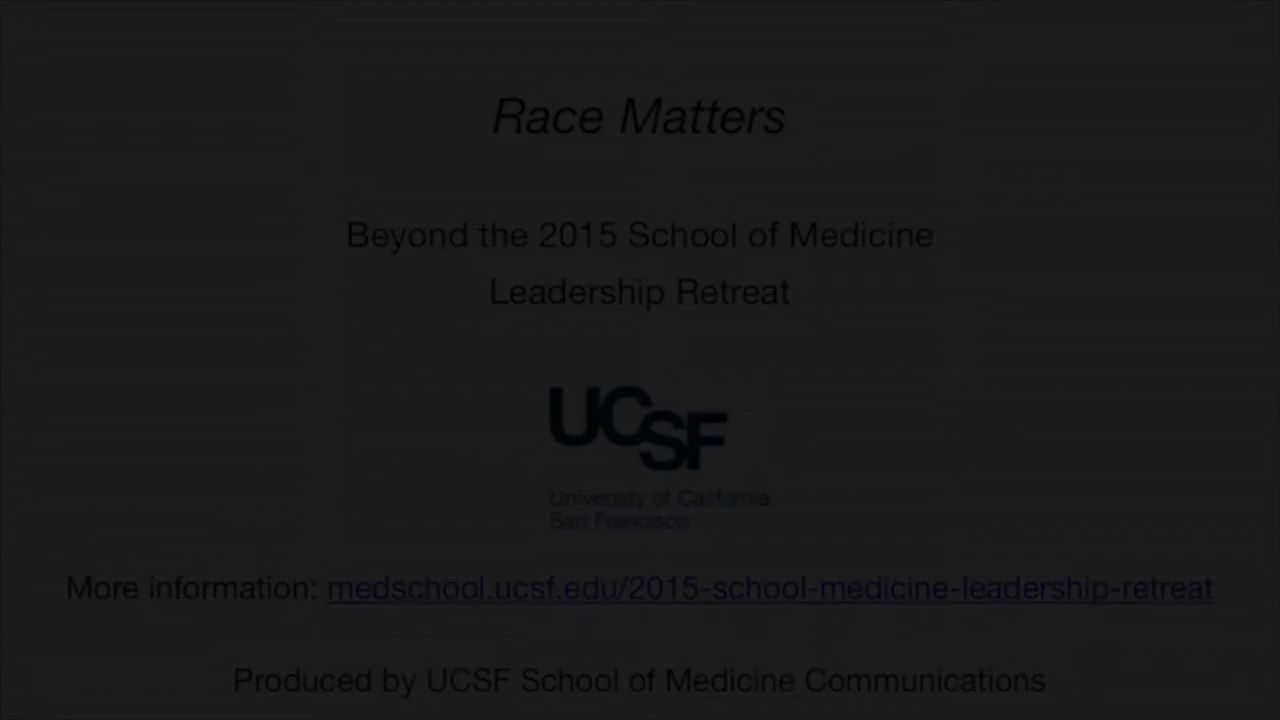 Race Matters
Beyond the 2015 School of Medicine
Leadership Retreat
UCSF
University of California
San Francisco
More information: medschool.ucsf.edu/2015-school-medicine-leadership-retreat
Produced by UCSF School of Medicine Communications